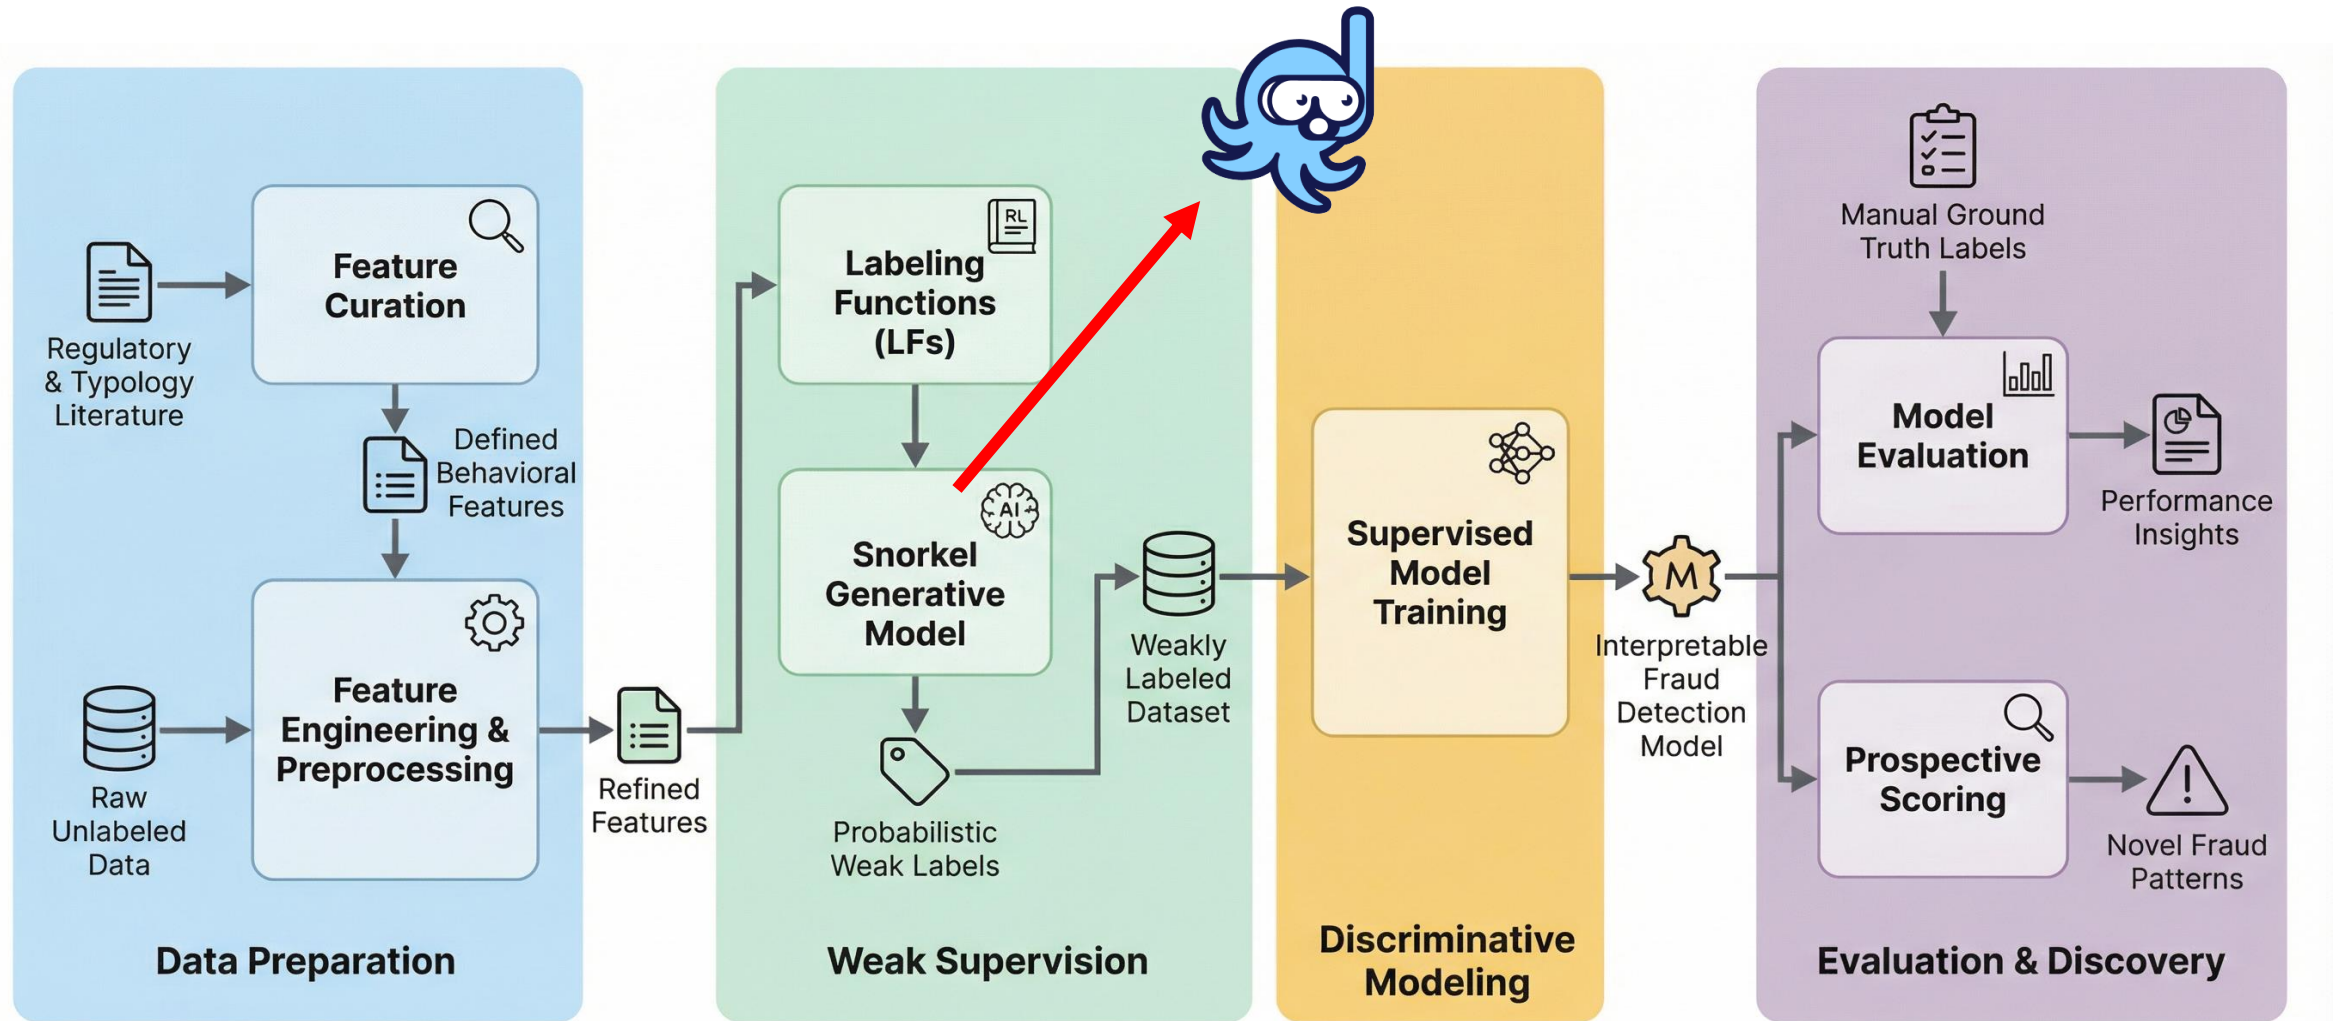 Regulatory
& Typology
Literature
Feature
Curation
Defined
Behavioral
Features
Raw
Unlabeled
Data
Feature
Engineering &
Preprocessing
Refined
Features
Data Preparation
RL
Labeling
Functions
(LFs)
AI
Snorkel
Generative
Model
Probabilistic
Weak Labels
Weakly
Labeled
Dataset
Weak Supervision
Supervised
Model
Training
Discriminative
Modeling
M
Interpretable
Fraud
Detection
Model
Manual Ground
Truth Labels
Model
Evaluation
Performance
Insights
Prospective
Scoring
Novel Fraud
Patterns
Evaluation & Discovery